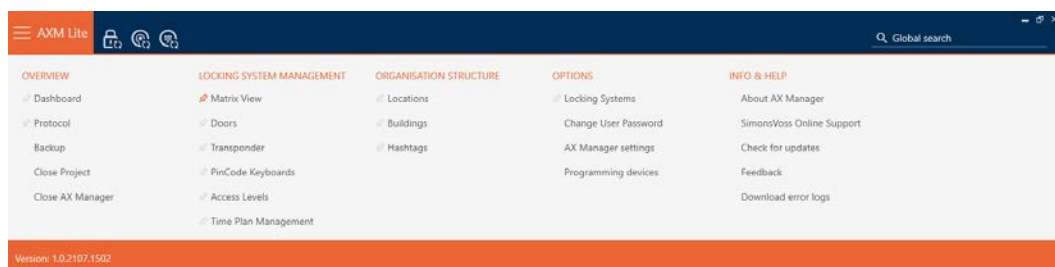 AXM Lite
Global search
OVERVIEW
Dashboard
Protocol
Backup
Close Project
Close AX Manager
LOCKING SYSTEM MANAGEMENT
Matrix View
Doors
Transponder
PinCode Keyboards
Access Levels
Time Plan Management
ORGANISATION STRUCTURE
Locations
Buildings
Hashtags
OPTIONS
Locking Systems
Change User Password
AX Manager settings
Programming devices
INFO & HELP
About AX Manager
SimonsVoss Online Support
Check for updates
Feedback
Download error logs
Version: 1.0.2107.1502